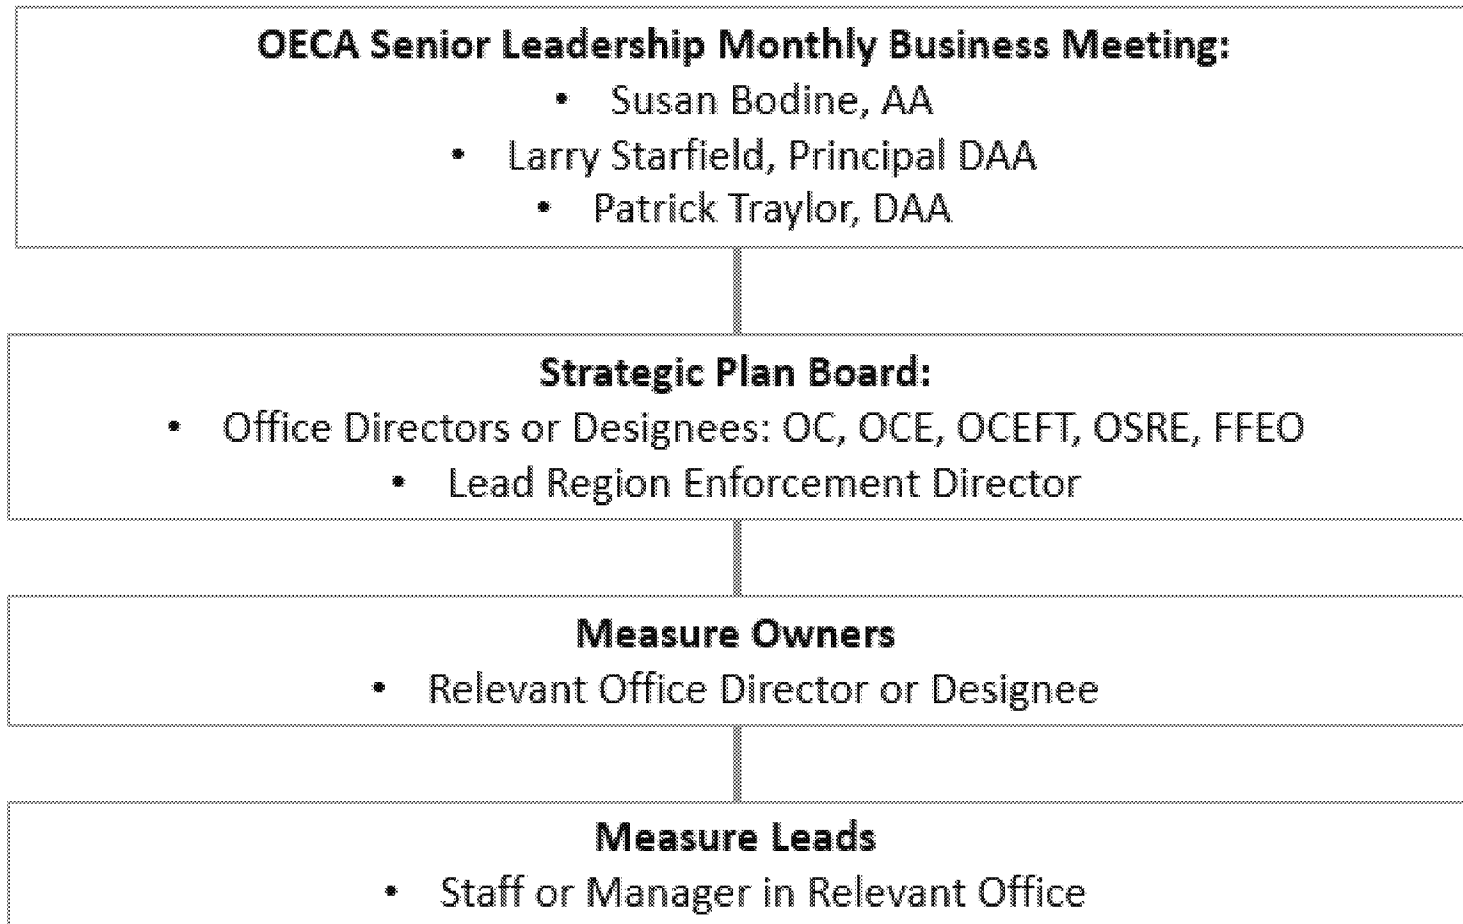 OECA Senior Leadership Monthly Business Meeting:
• Susan Bodine, AA
• Larry Starfield, Principal DAA
• Patrick Traylor, DAA
Strategic Plan Board:
• Office Directors or Designees: OC, OCE, OCEFT, OSRE, FFEO
• Lead Region Enforcement Director
Measure Owners
• Relevant Office Director or Designee
Measure Leads
• Staff or Manager in Relevant Office